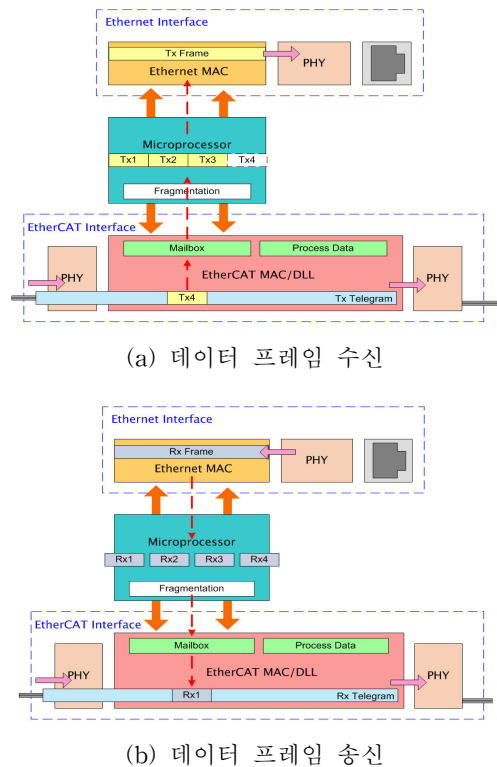 Ethernet Interface
Tx Frame
Ethernet MAC
PHY
Microprocessor
Tx1 Tx2 Tx3 Tx4
Fragmentation
EtherCAT Interface
PHY
Mailbox
Process Data
PHY
EtherCAT MAC/DLL
Tx4
Tx Telegram
(a) 데이터 프레임 수신
Ethernet Interface
Rx Frame
Ethernet MAC
PHY
Microprocessor
Rx1 Rx2 Rx3 Rx4
Fragmentation
EtherCAT Interface
Mailbox
Process Data
PHY
EtherCAT MAC/DLL
PHY
Rx1
Rx Telegram
(b) 데이터 프레임 송신